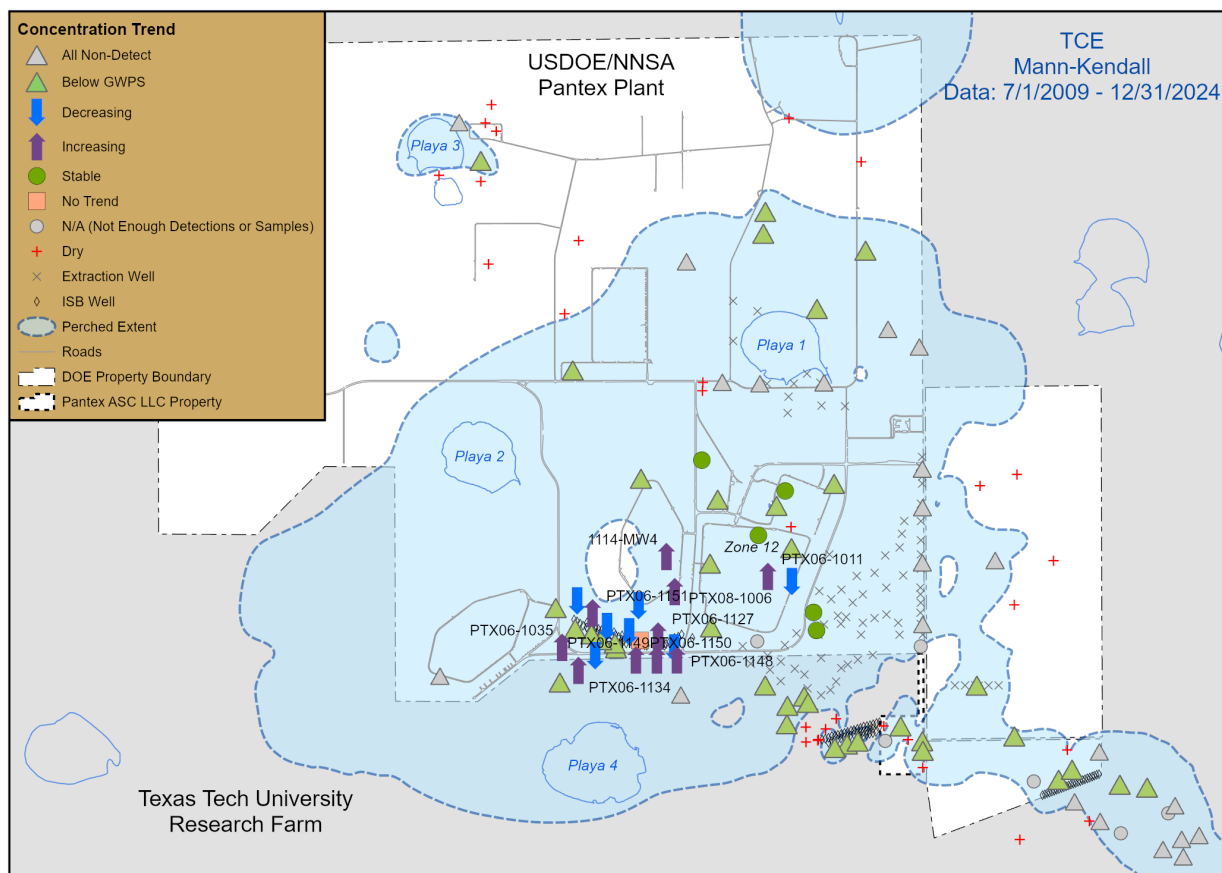 Concentration Trend
All Non-Detect
Below GWPS
Decreasing
Increasing
Stable
No Trend
N/A (Not Enough Detections or Samples)
Dry
Extraction Well
ISB Well
Perched Extent
Roads
DOE Property Boundary
Pantex ASC LLC Property
USDOE/NNSA
Pantex Plant
TCE
Mann-Kendall
Data: 7/1/2009 - 12/31/2024
Playa 3
Playa 1
Playa 2
1114-MW4
Zone 12
PTX06-1011
PTX06-1151
PTX08-1006
PTX06-1035
PTX06-1127
PTX06-1149
PTX06-1150
PTX06-1148
PTX06-1134
Playa 4
Texas Tech University
Research Farm